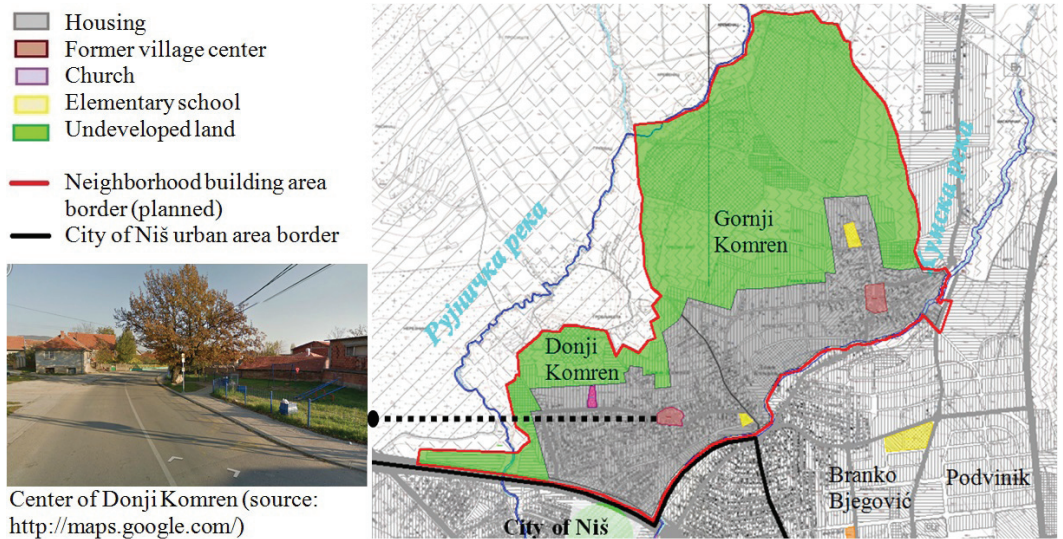 Housing
Former village center
Church
Elementary school
Undeveloped land
Neighborhood building area
border (planned)
City of Niš urban area border
Center of Donji Komren (source:
http://maps.google.com/)
Рујничка река
Кумска река
Gornji
Komren
Donji
Komren
Branko
Bjegović
Podvinik
City of Niš